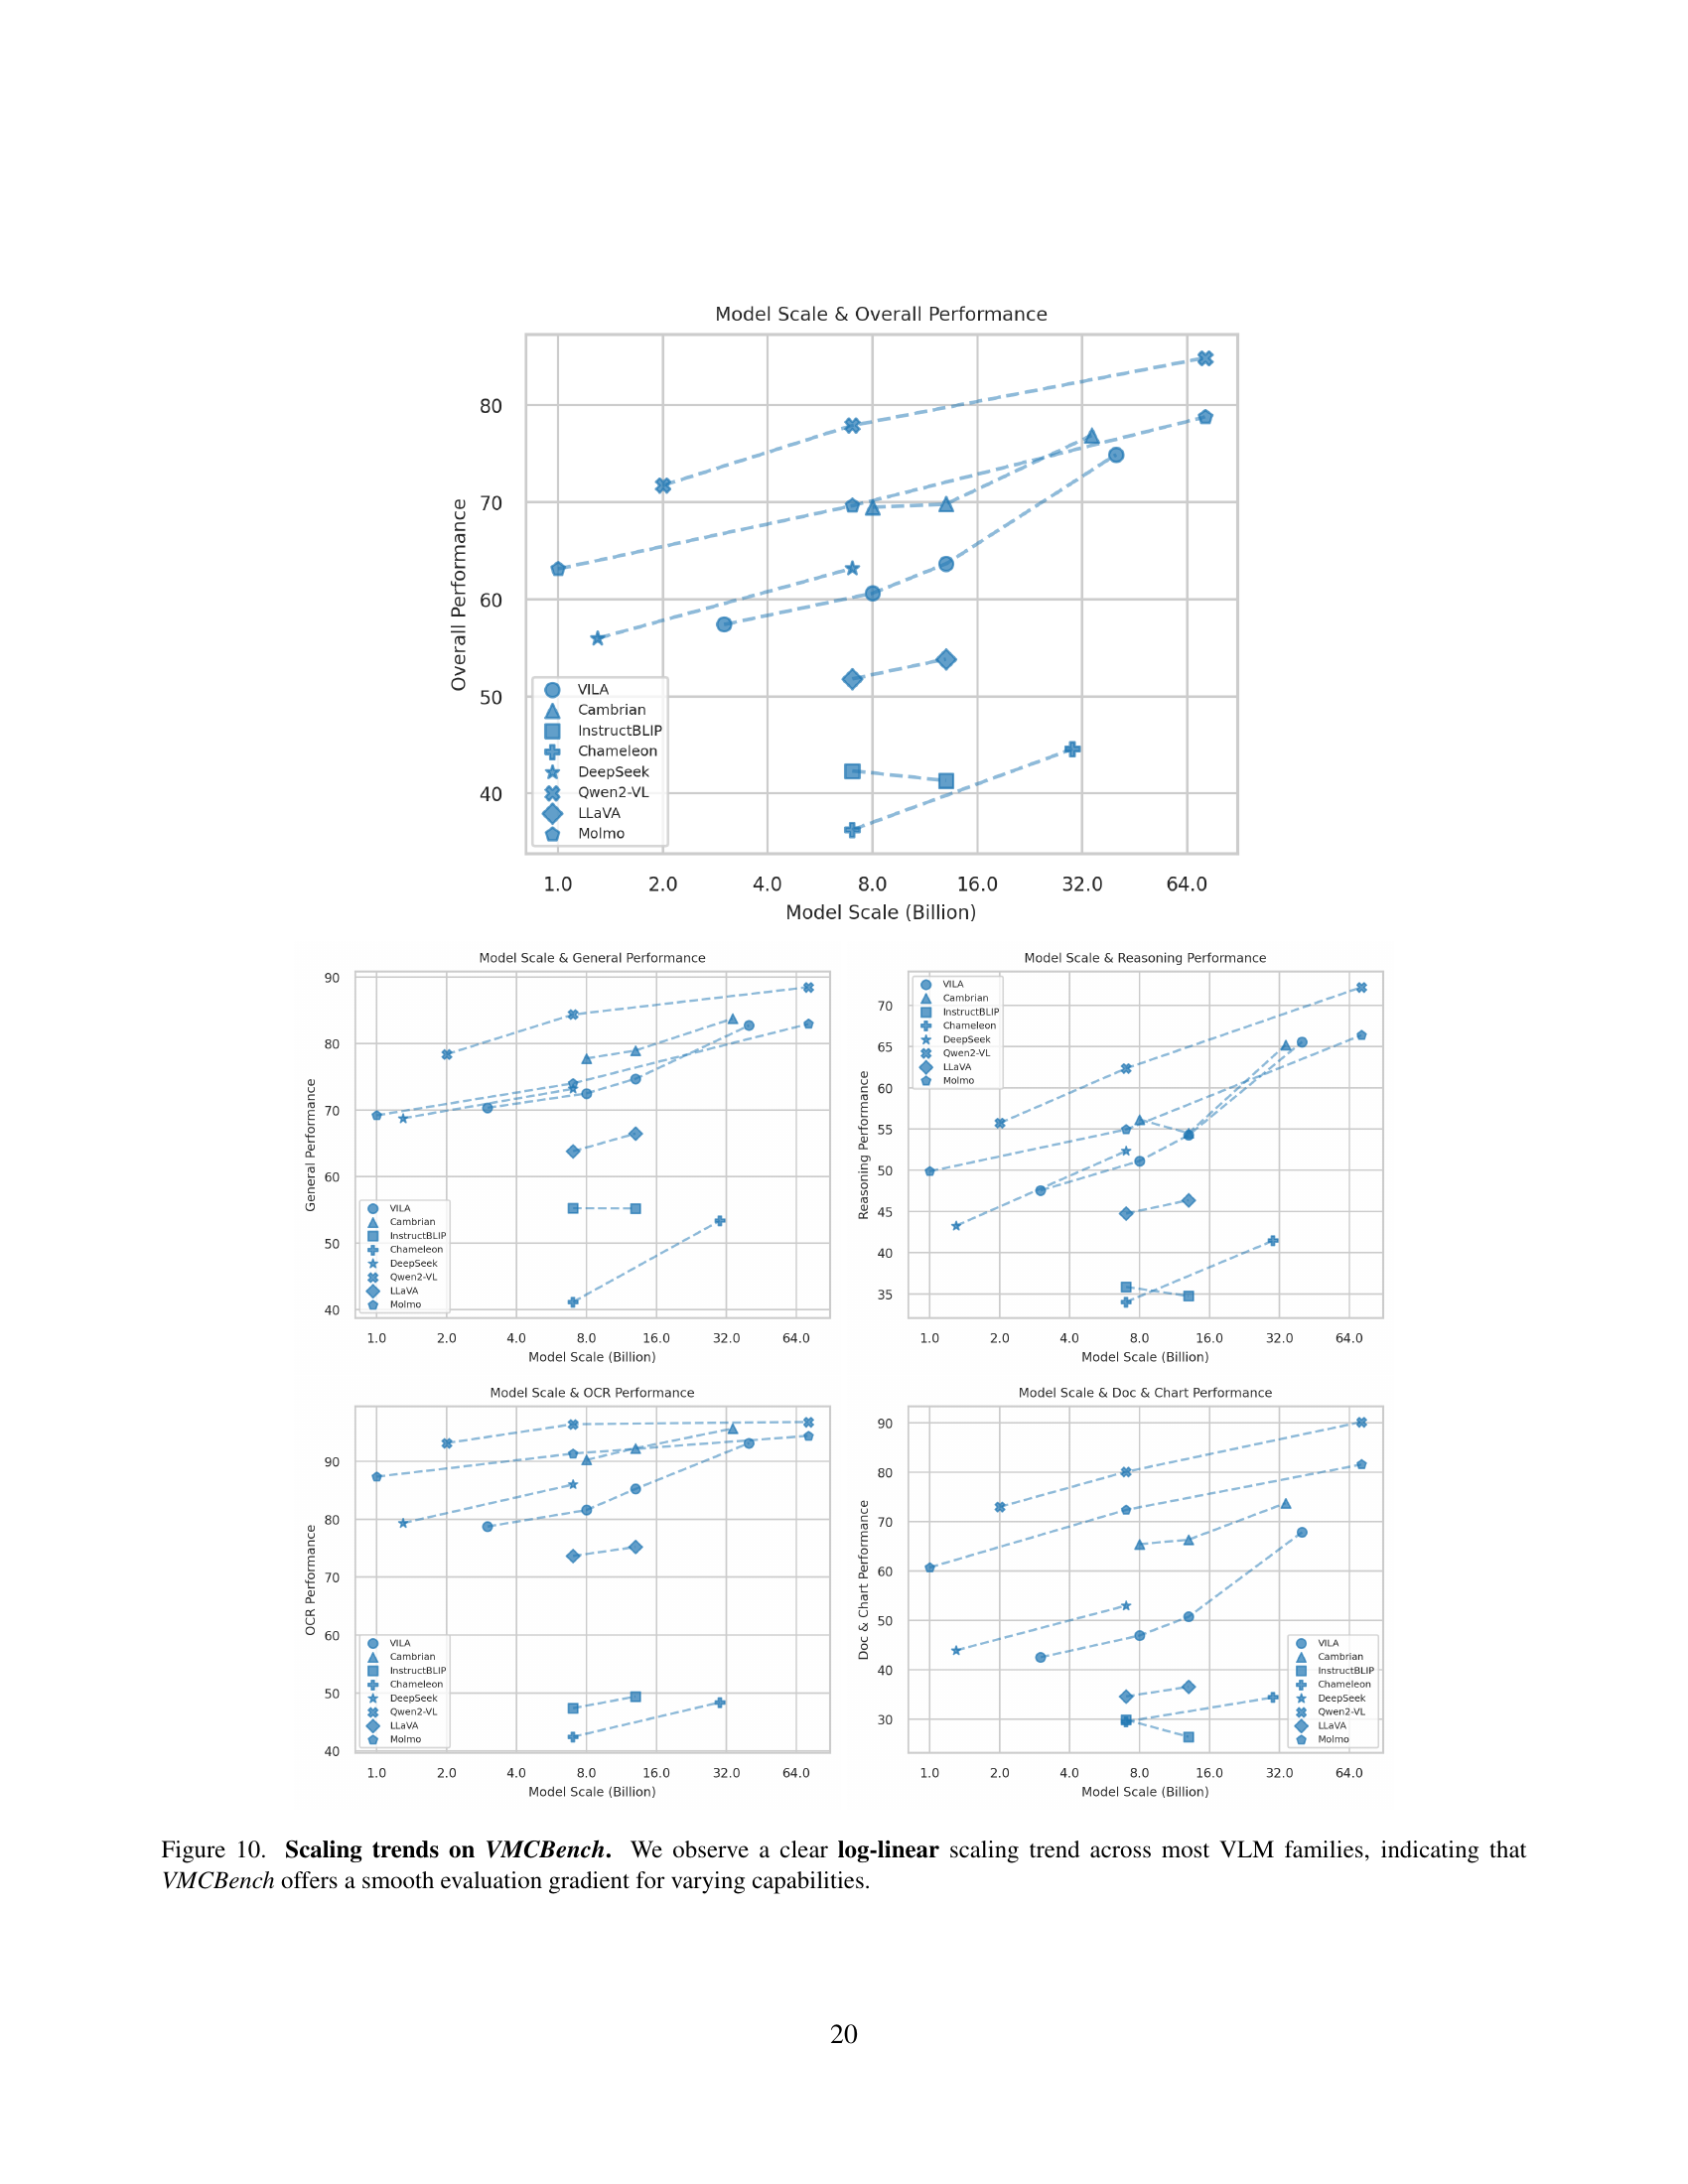 Model Scale & Overall Performance
Overall Performance
80
70
60
50
40
VILA
Cambrian
InstructBLIP
Chameleon
DeepSeek
Qwen2-VL
LLaVA
Molmo
1.0 2.0 4.0 8.0 16.0 32.0 64.0
Model Scale (Billion)
Model Scale & General Performance
General Performance
90
80
70
60
50
40
VILA
Cambrian
InstructBLIP
Chameleon
DeepSeek
Qwen2-VL
LLaVA
Molmo
1.0 2.0 4.0 8.0 16.0 32.0 64.0
Model Scale (Billion)
Model Scale & Reasoning Performance
Reasoning Performance
70
65
60
55
50
45
40
35
VILA
Cambrian
InstructBLIP
Chameleon
DeepSeek
Qwen2-VL
LLaVA
Molmo
1.0 2.0 4.0 8.0 16.0 32.0 64.0
Model Scale (Billion)
Model Scale & OCR Performance
OCR Performance
90
80
70
60
50
40
VILA
Cambrian
InstructBLIP
Chameleon
DeepSeek
Qwen2-VL
LLaVA
Molmo
1.0 2.0 4.0 8.0 16.0 32.0 64.0
Model Scale (Billion)
Model Scale & Doc & Chart Performance
Doc & Chart Performance
90
80
70
60
50
40
30
VILA
Cambrian
InstructBLIP
Chameleon
DeepSeek
Qwen2-VL
LLaVA
Molmo
1.0 2.0 4.0 8.0 16.0 32.0 64.0
Model Scale (Billion)
Figure 10. Scaling trends on VMCBench. We observe a clear log-linear scaling trend across most VLM families, indicating that
VMCBench offers a smooth evaluation gradient for varying capabilities.
20